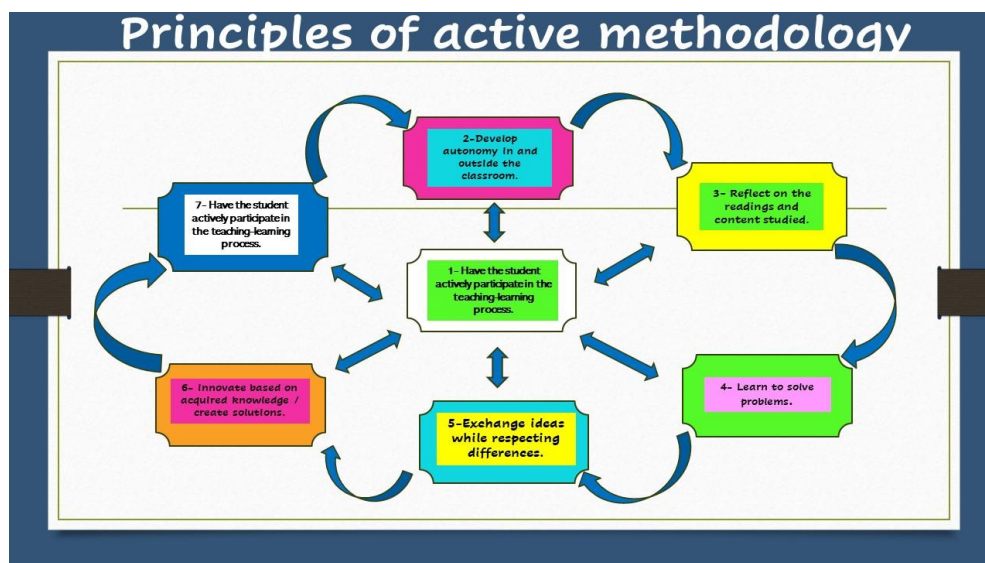 Principles of active methodology
1- Have the student
actively participate in the
teaching-learning
process.
2-Develop
autonomy in and
outside the
classroom.
3- Reflect on the
readings and
content studied.
4- Learn to solve
problems.
5-Exchange ideas
while respecting
differences.
6- Innovate based on
acquired knowledge /
create solutions.
7- Have the student
actively participate in
the teaching-learning
process.